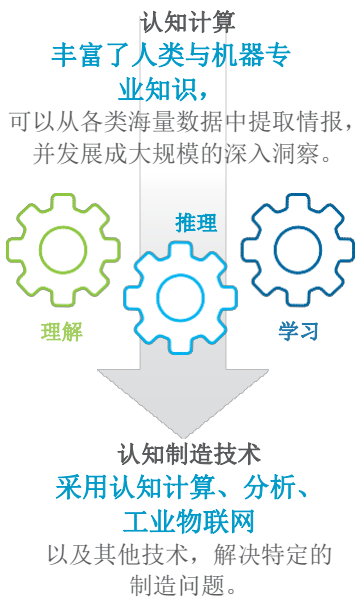 认知计算
丰富了人类与机器专
业知识，
可以从各类海量数据中提取情报，
并发展成大规模的深入洞察。
推理
理解
学习
认知制造技术
采用认知计算、分析、
工业物联网
以及其他技术，解决特定的
制造问题。